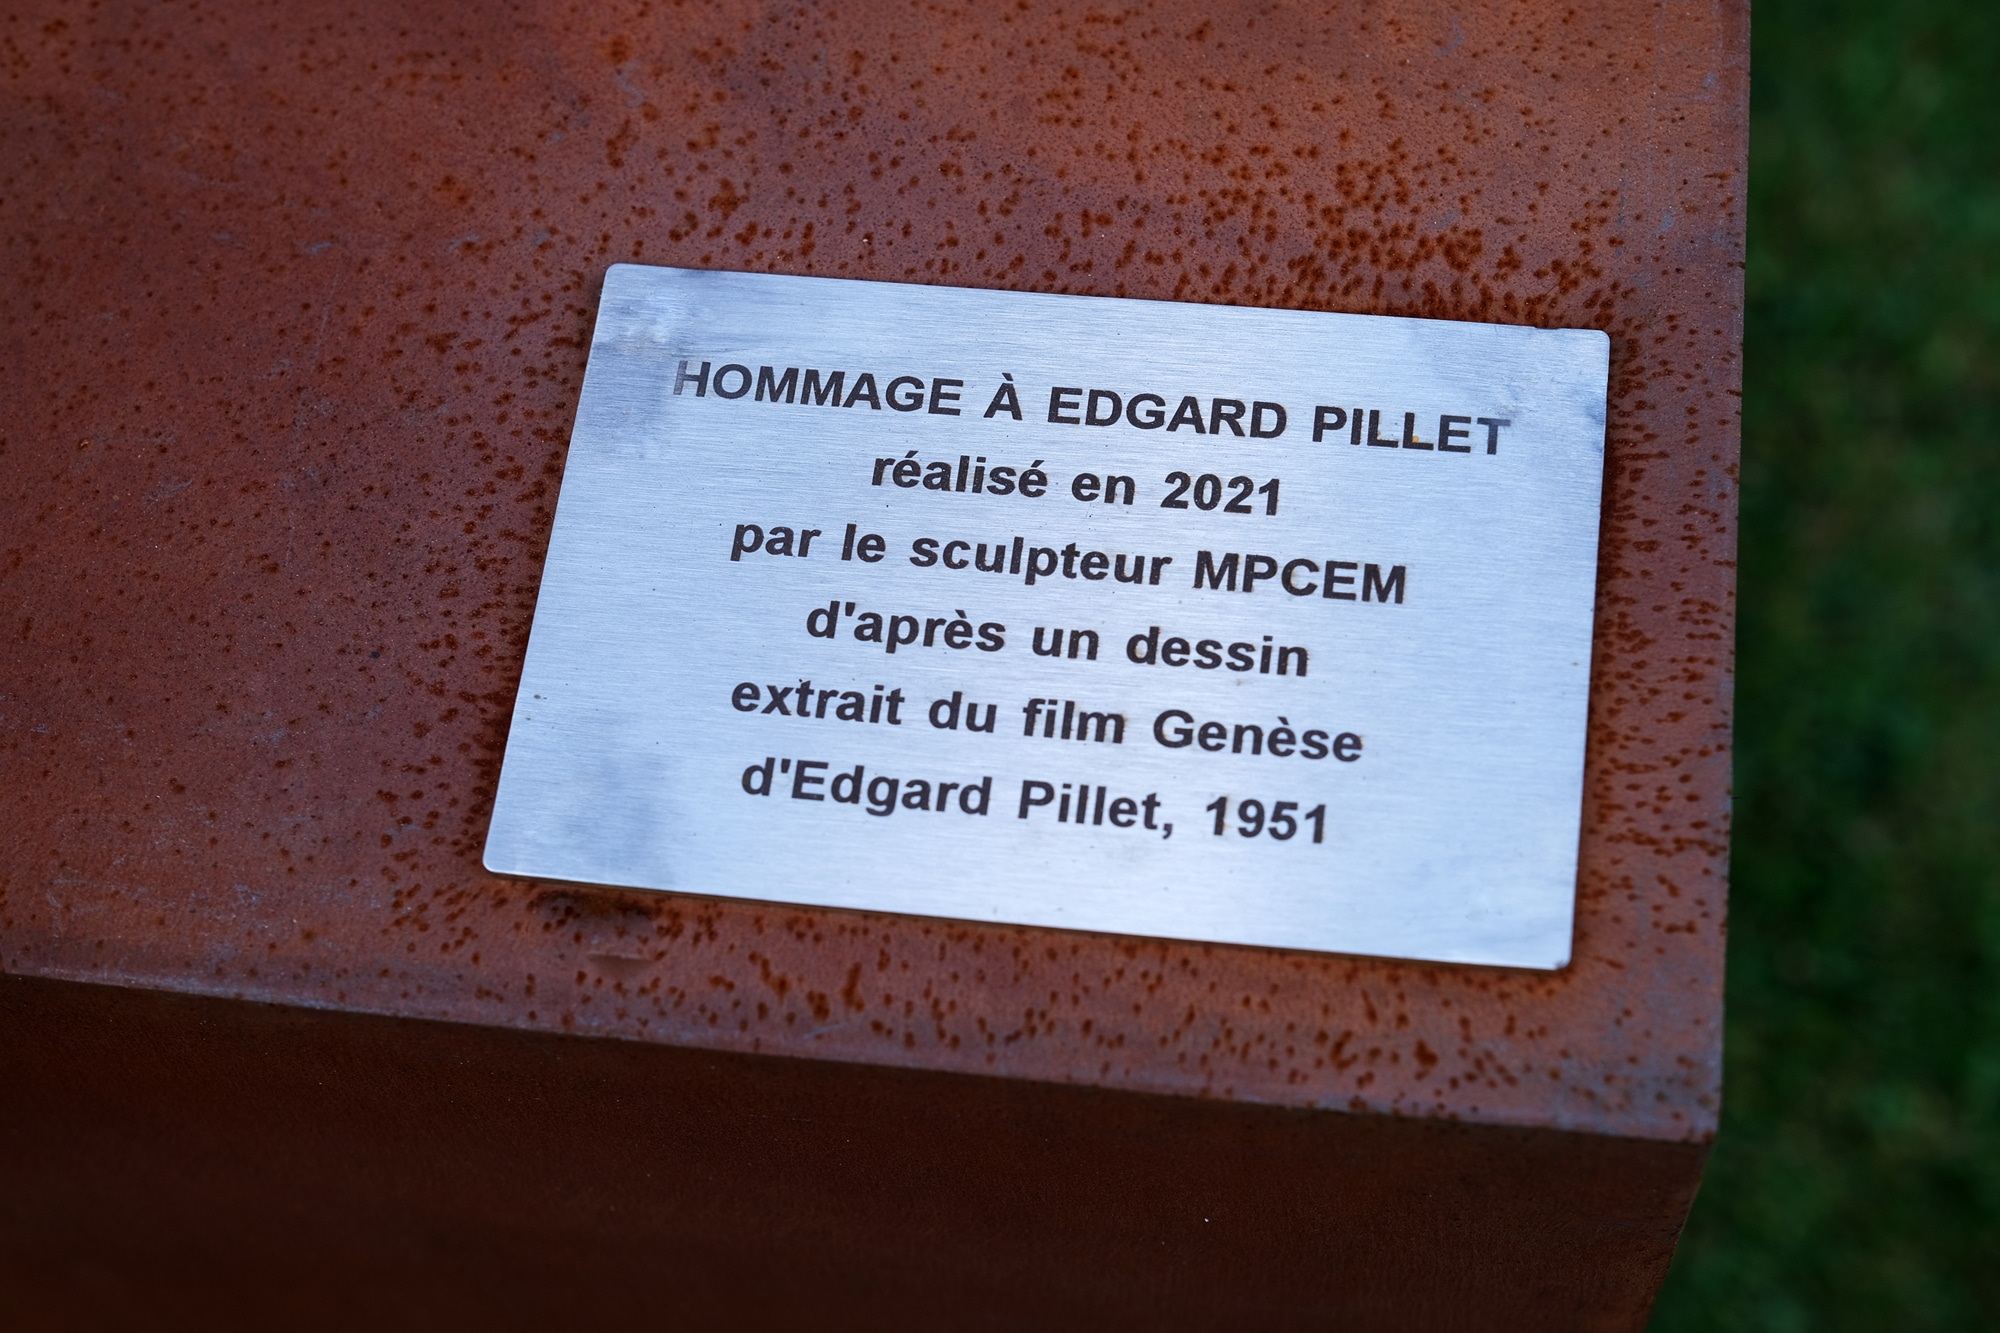 HOMMAGE À EDGARD PILLET
réalisé en 2021
par le sculpteur MPCEM
d'après un dessin
extrait du film Genèse
d'Edgard Pillet, 1951